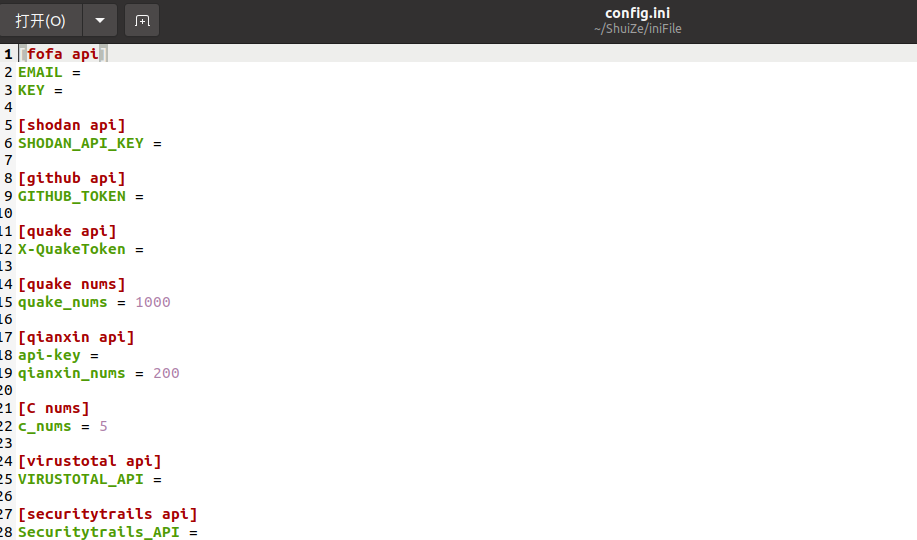 打开(O)
config.ini
~/ShuiZe/iniFile
1 [fofa api]
2 EMAIL =
3 KEY =
4
5 [shodan api]
6 SHODAN_API_KEY =
7
8 [github api]
9 GITHUB_TOKEN =
10
11 [quake api]
12 X-QuakeToken =
13
14 [quake nums]
15 quake_nums = 1000
16
17 [qianxin api]
18 api-key =
19 qianxin_nums = 200
20
21 [C nums]
22 c_nums = 5
23
24 [virustotal api]
25 VIRUSTOTAL_API =
26
27 [securitytrails api]
28 Securitytrails_API =